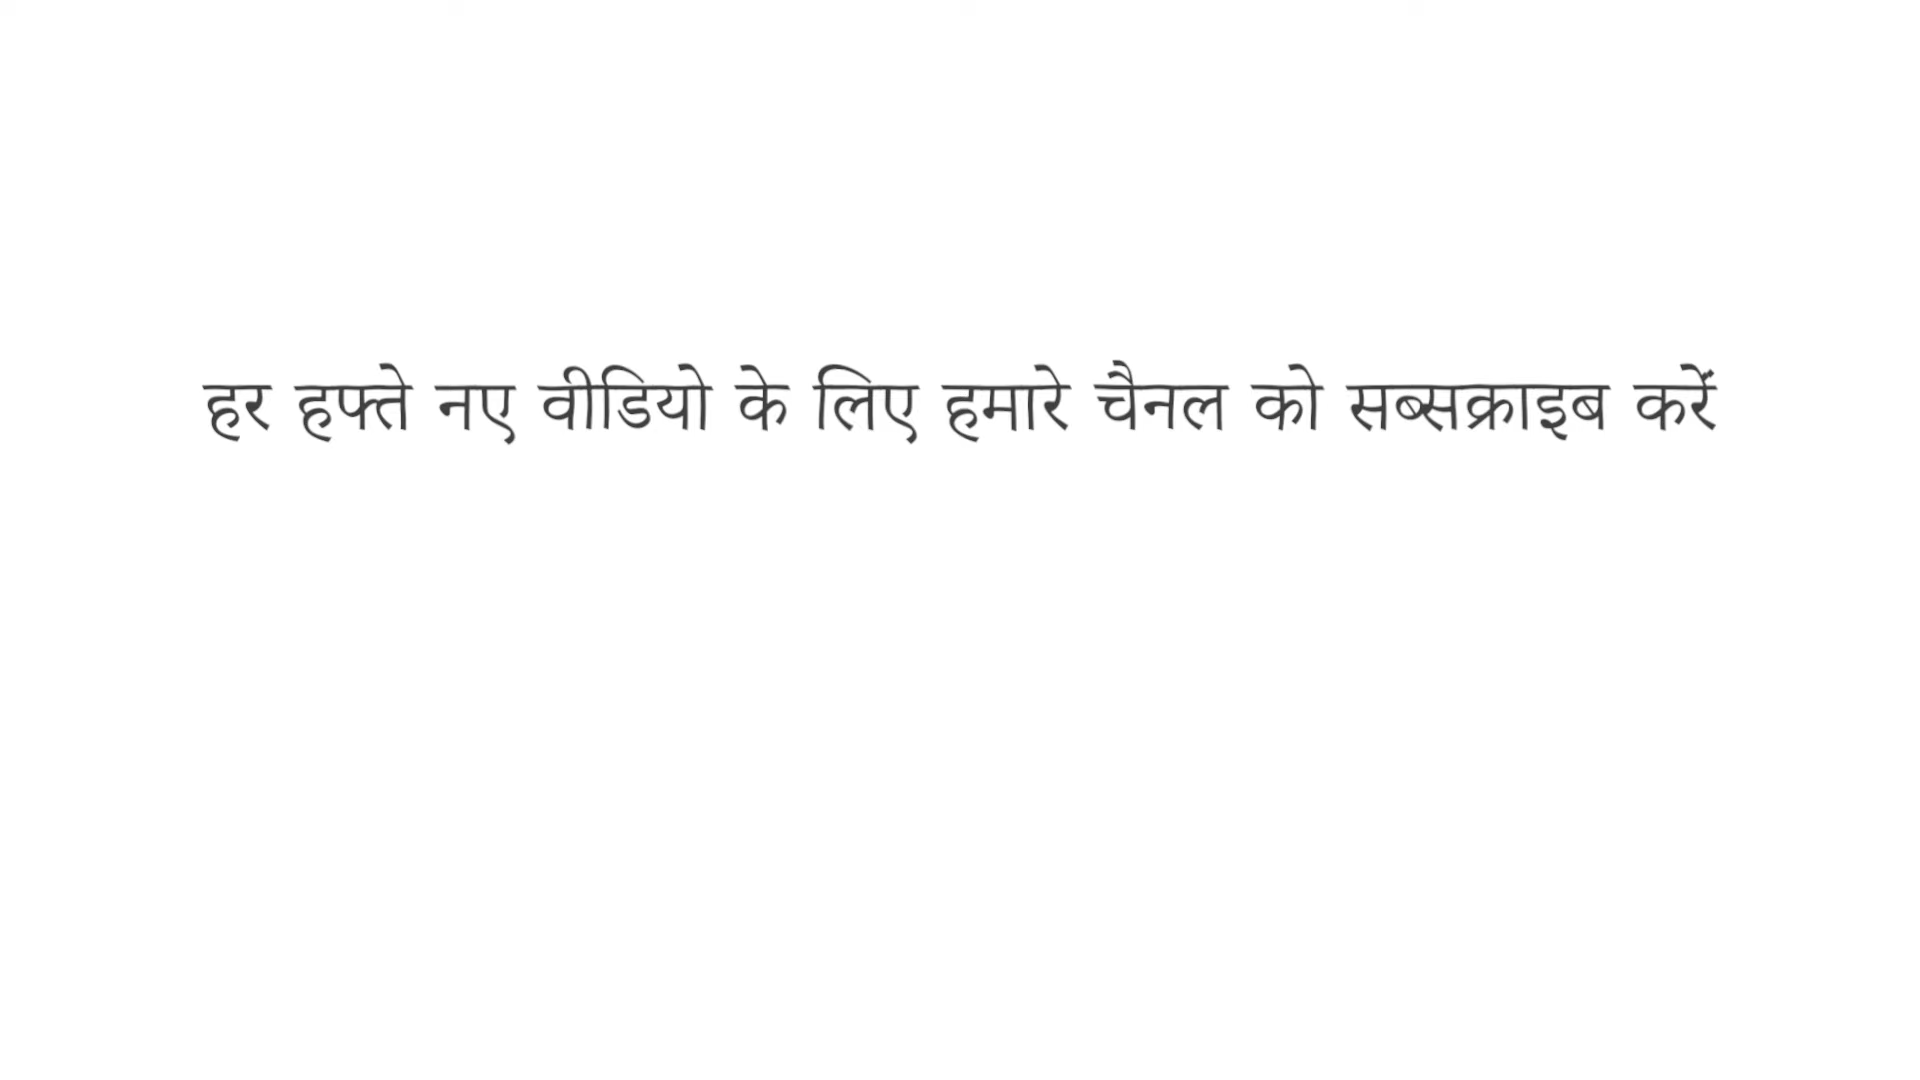 हर हफ्ते नए वीडियो के लिए हमारे चैनल को सब्सक्राइब करें